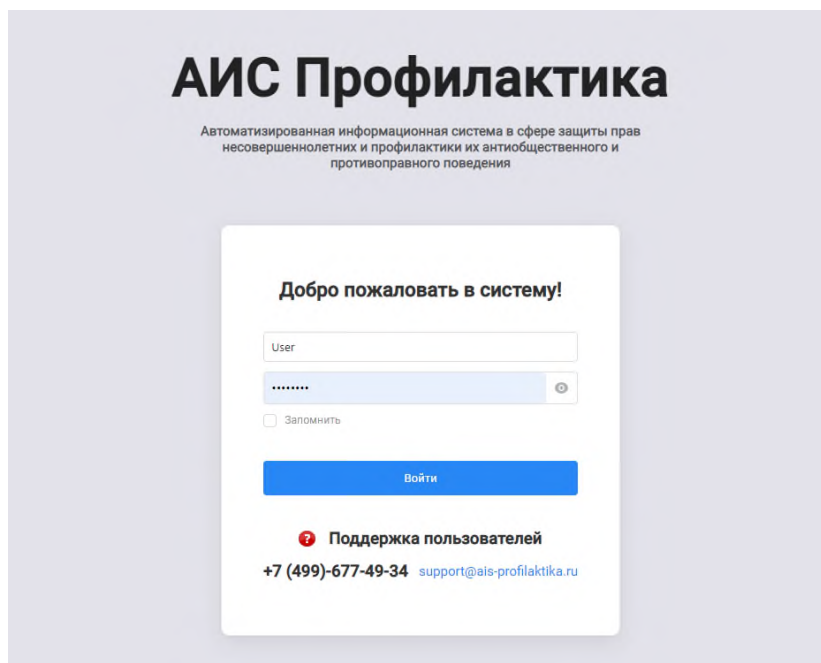 АИС Профилактика
Автоматизированная информационная система в сфере защиты прав
несовершеннолетних и профилактики их антиобщественного и
противоправного поведения
Добро пожаловать в систему!
User
••••••••
Запомнить
Войти
? Поддержка пользователей
+7 (499)-677-49-34 support@ais-profilaktika.ru